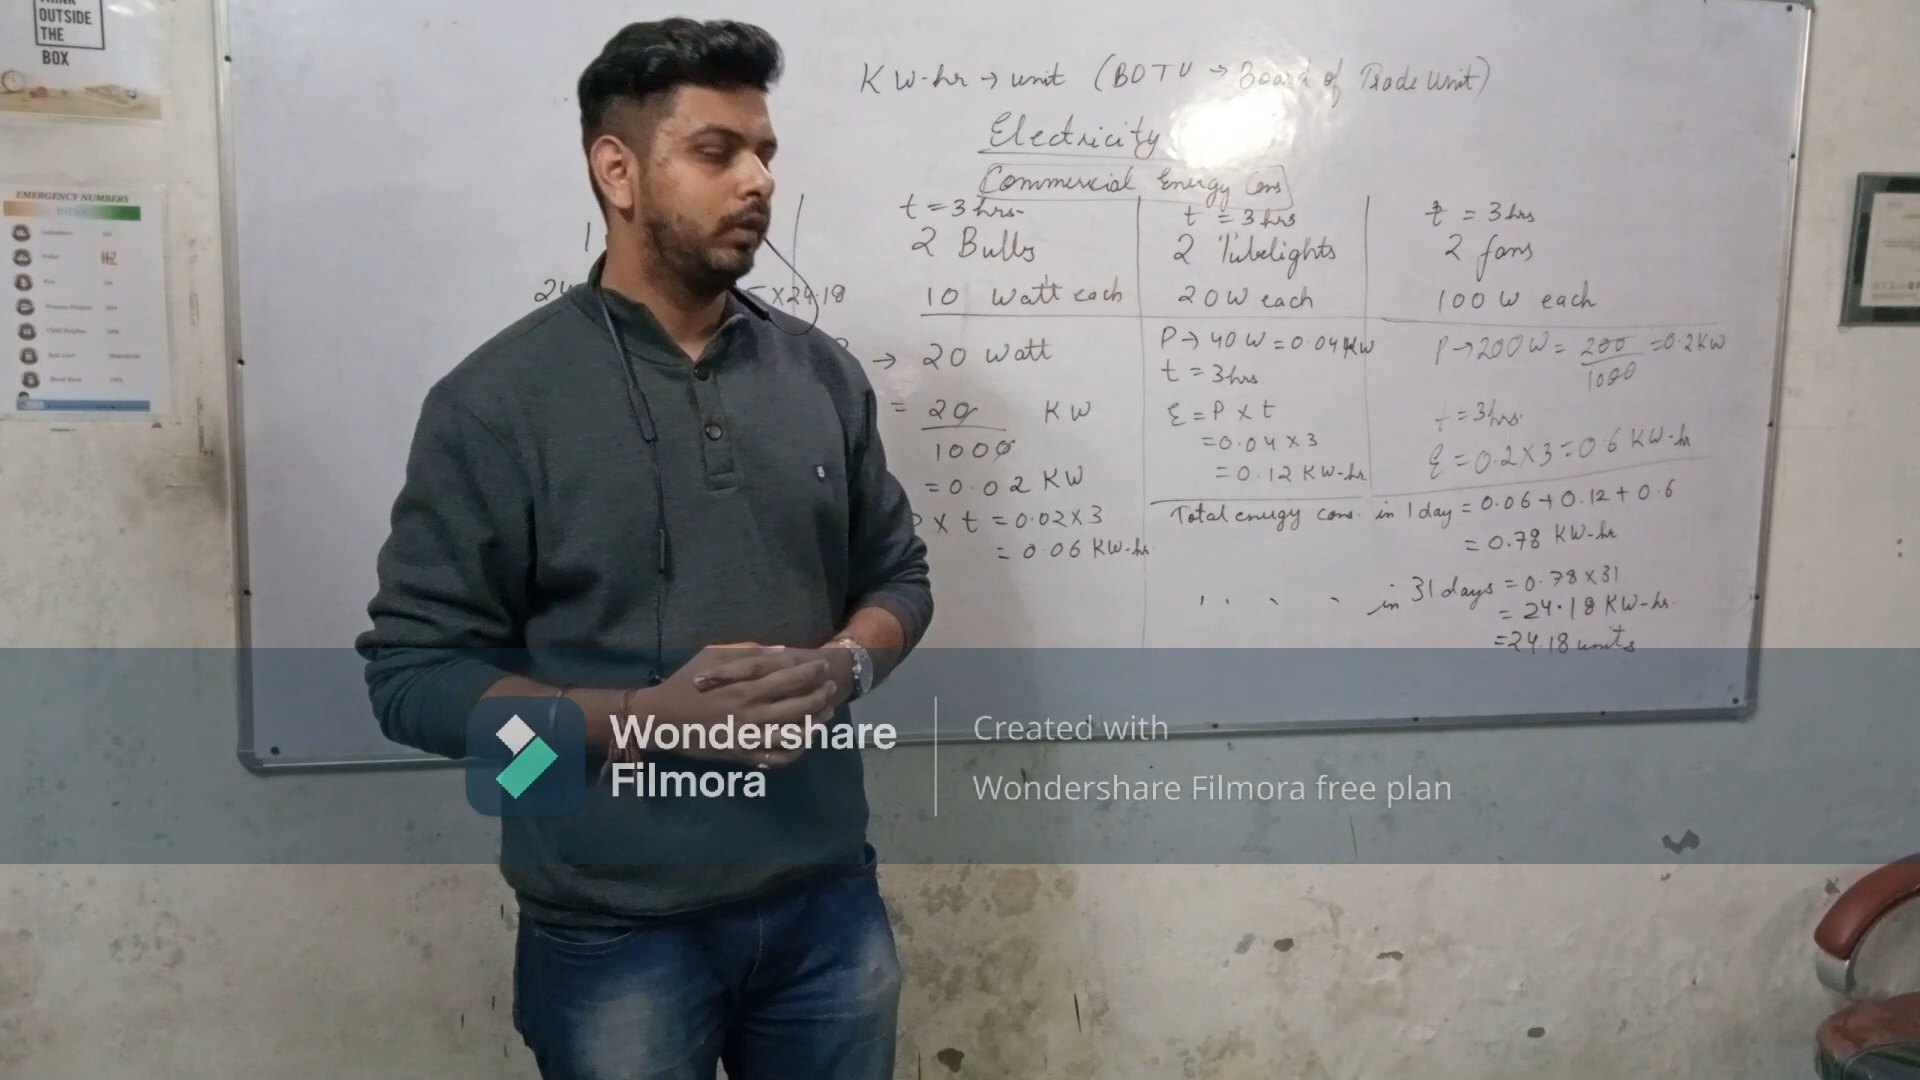 THINK
OUTSIDE
THE
BOX
EMERGENCY NUMBERS
INDIA
112
KW-hr → unit (BOTU → Board of Trade Unit)
Electricity
Commercial Energy Cons
t = 3 hrs
2 Bulbs
10 Watt each
→ 20 Watt
= 20 KW
1000
= 0.02 KW
P x t = 0.02 x 3
= 0.06 KW-hr
t = 3 hrs
2 Tubelights
20 W each
P → 40 W = 0.04 KW
t = 3 hrs
E = P x t
= 0.04 x 3
= 0.12 KW-hr
t = 3 hrs
2 fans
100 W each
P → 200 W = 200 = 0.2 KW
1000
t = 3 hrs.
E = 0.2 x 3 = 0.6 KW-hr
Total energy cons. in 1 day = 0.06 + 0.12 + 0.6
= 0.78 KW-hr
in 31 days = 0.78 x 31
= 24.18 KW-hr
= 24.18 units
1
24
x 24.18
Wondershare
Filmora
Created with
Wondershare Filmora free plan